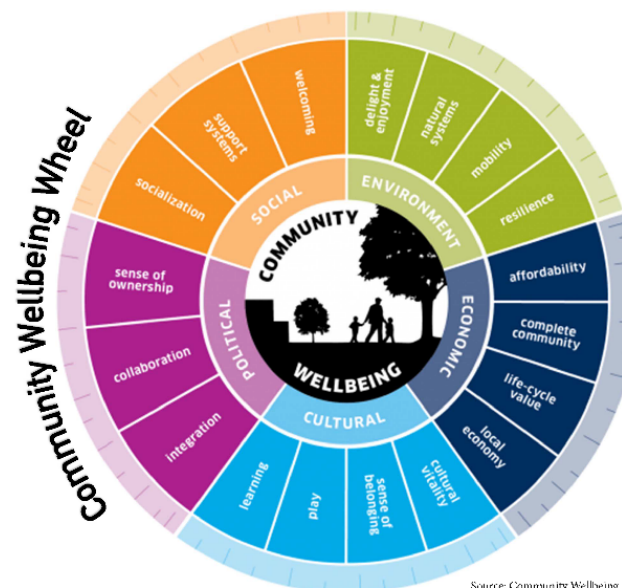 Community Wellbeing Wheel
COMMUNITY
WELLBEING
SOCIAL
socialization
support
systems
welcoming
ENVIRONMENT
delight &
enjoyment
natural
systems
mobility
resilience
ECONOMIC
affordability
complete
community
life-cycle
value
local
economy
CULTURAL
cultural
vitality
sense of
belonging
play
learning
POLITICAL
integration
collaboration
sense of
ownership
Source: Community Wellbeing